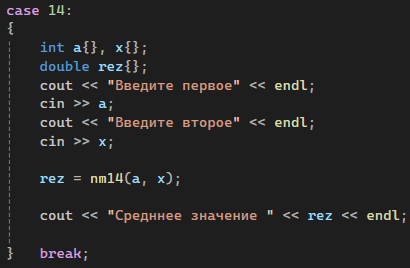 case 14:
{
int a{}, x{};
double rez{};
cout << "Введите первое" << endl;
cin >> a;
cout << "Введите второе" << endl;
cin >> x;
rez = nm14(a, x);
cout << "Средннее значение " << rez << endl;
} break;